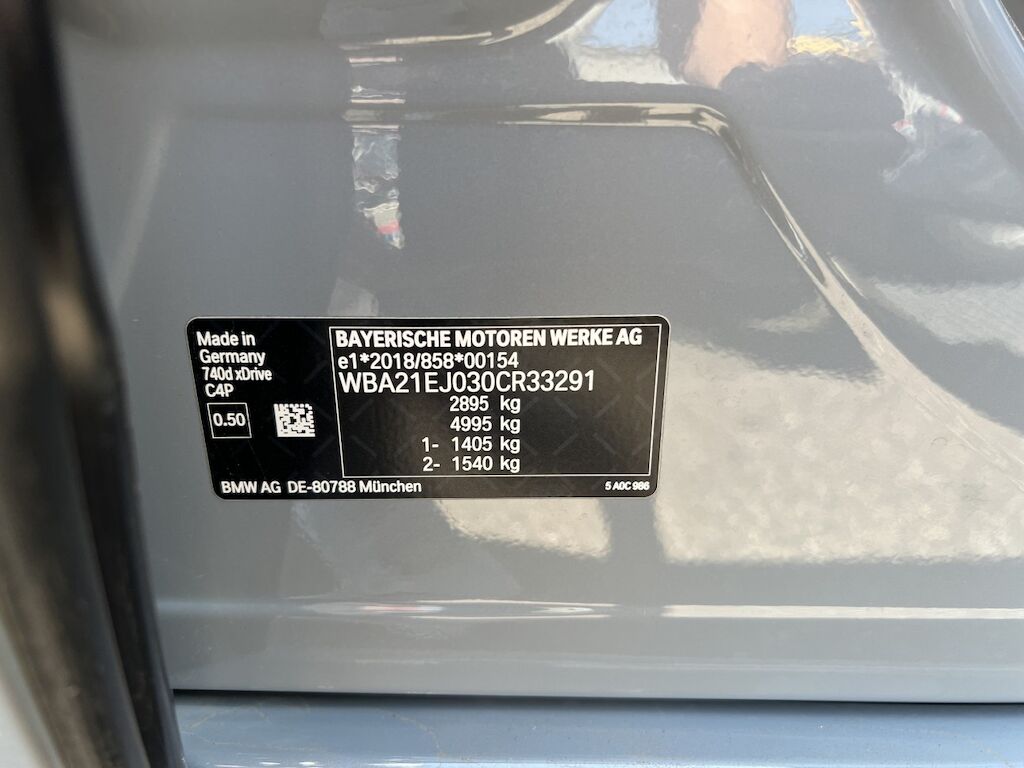 Made in
Germany
740d xDrive
C4P
0.50
BAYERISCHE MOTOREN WERKE AG
e1*2018/858*00154
WBA21EJ030CR33291
2895 kg
4995 kg
1- 1405 kg
2- 1540 kg
BMW AG DE-80788 München
5 A0C 986